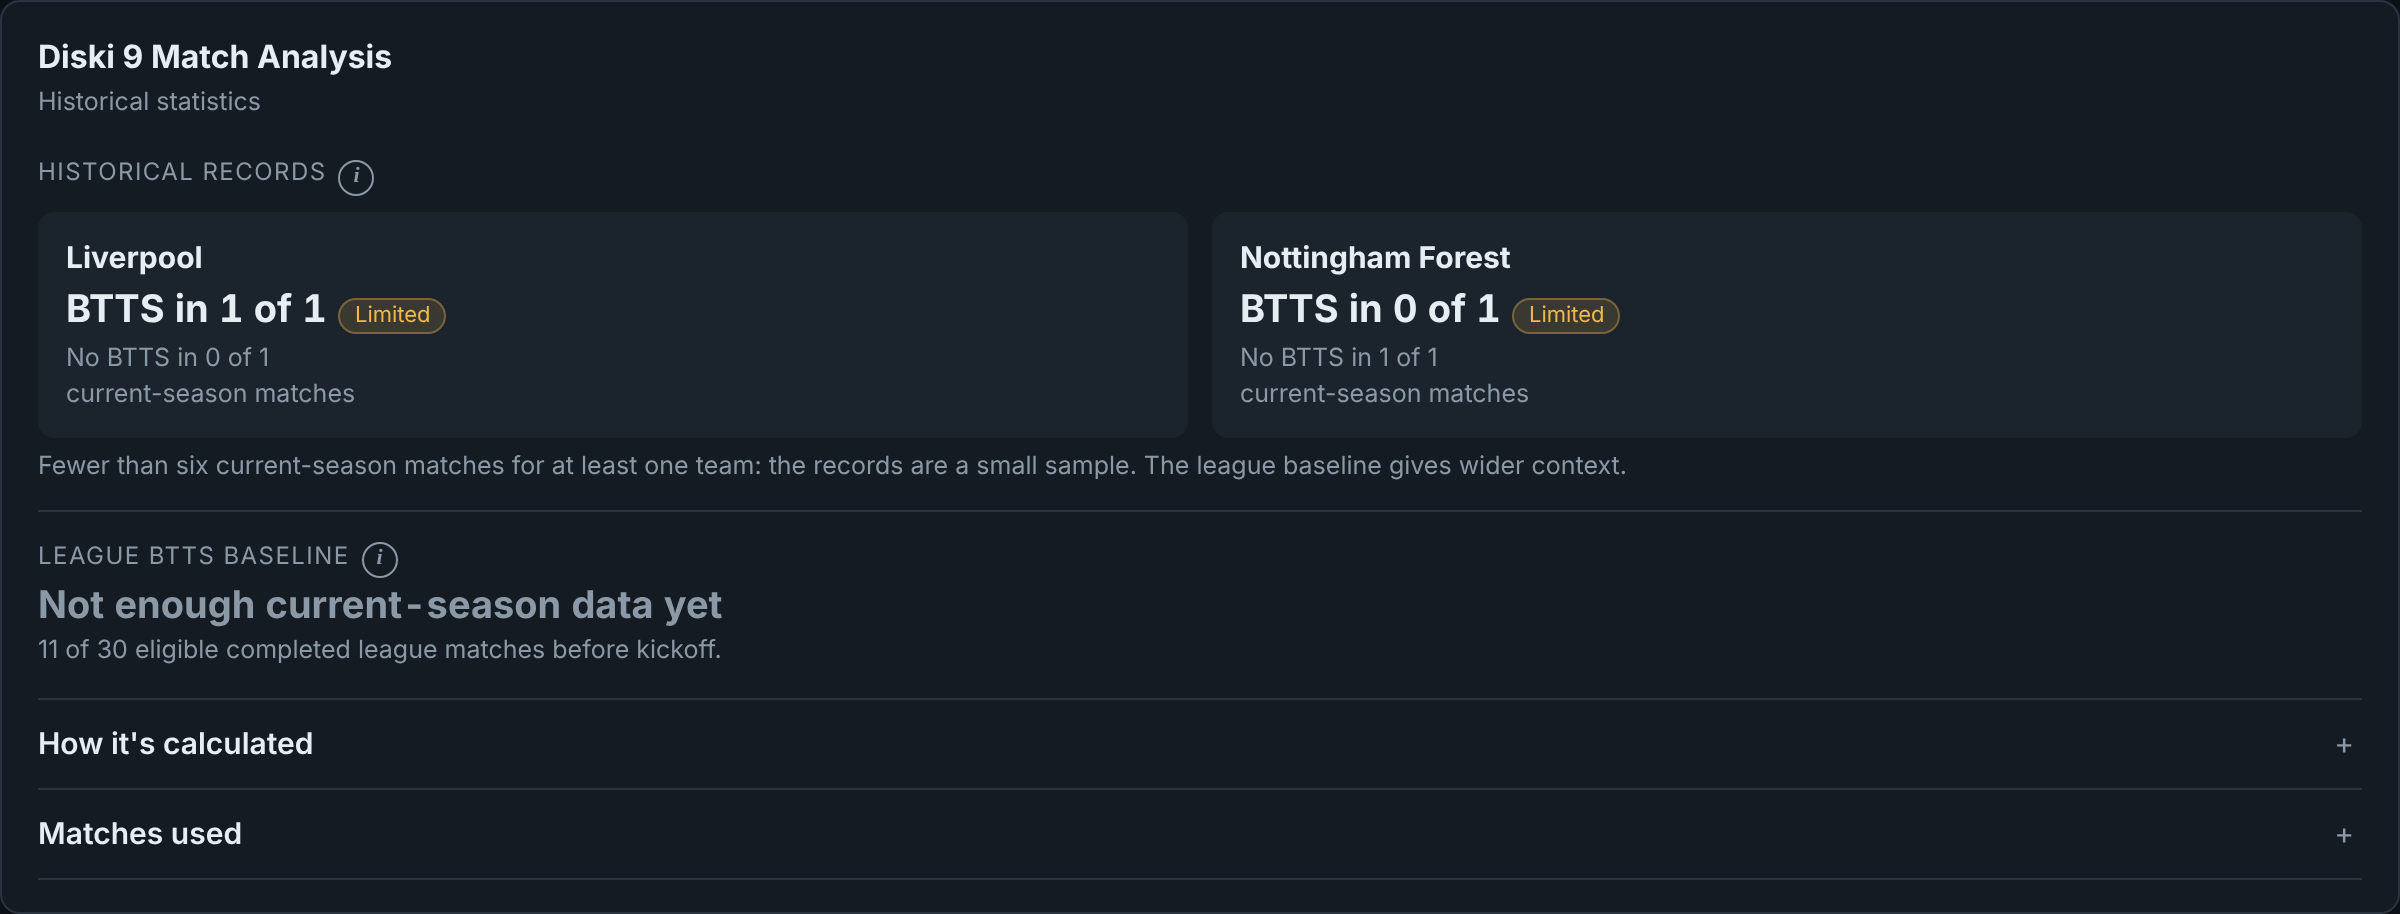 Diski 9 Match Analysis
Historical statistics
HISTORICAL RECORDS i
Liverpool
BTTS in 1 of 1 Limited
No BTTS in 0 of 1
current-season matches
Nottingham Forest
BTTS in 0 of 1 Limited
No BTTS in 1 of 1
current-season matches
Fewer than six current-season matches for at least one team: the records are a small sample. The league baseline gives wider context.
LEAGUE BTTS BASELINE i
Not enough current-season data yet
11 of 30 eligible completed league matches before kickoff.
How it's calculated +
Matches used +